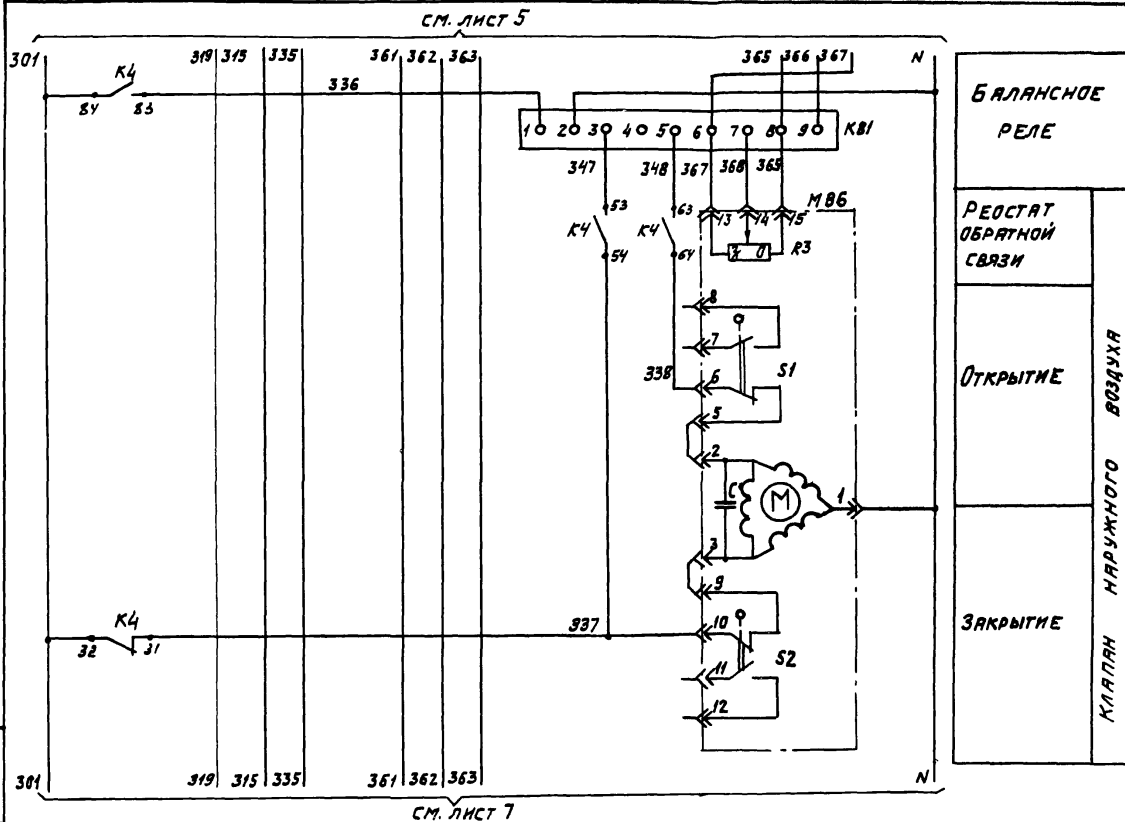 СМ. ЛИСТ 5
301 319 315 335 361 362 363 365 366 367 N
К4
84 83
336
1 2 3 4 5 6 7 8 9 КВ1
347 348 367 368 369
МВ6
53 63 13 14 15
К4 К4
54 64
З О R3
8
7
S1
338 6
5
2
С М 1
3
9
К4
32 31
337 10
S2
11
12
301 319 315 335 361 362 363 N
СМ. ЛИСТ 7
БАЛАНСНОЕ
РЕЛЕ
РЕОСТАТ
ОБРАТНОЙ
СВЯЗИ
ОТКРЫТИЕ
ЗАКРЫТИЕ
КЛАПАН НАРУЖНОГО ВОЗДУХА